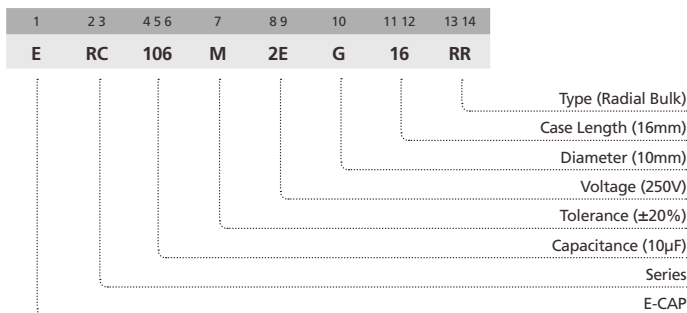 1 2 3 4 5 6 7 8 9 10 11 12 13 14
E RC 106 M 2E G 16 RR
Type (Radial Bulk)
Case Length (16mm)
Diameter (10mm)
Voltage (250V)
Tolerance (±20%)
Capacitance (10µF)
Series
E-CAP